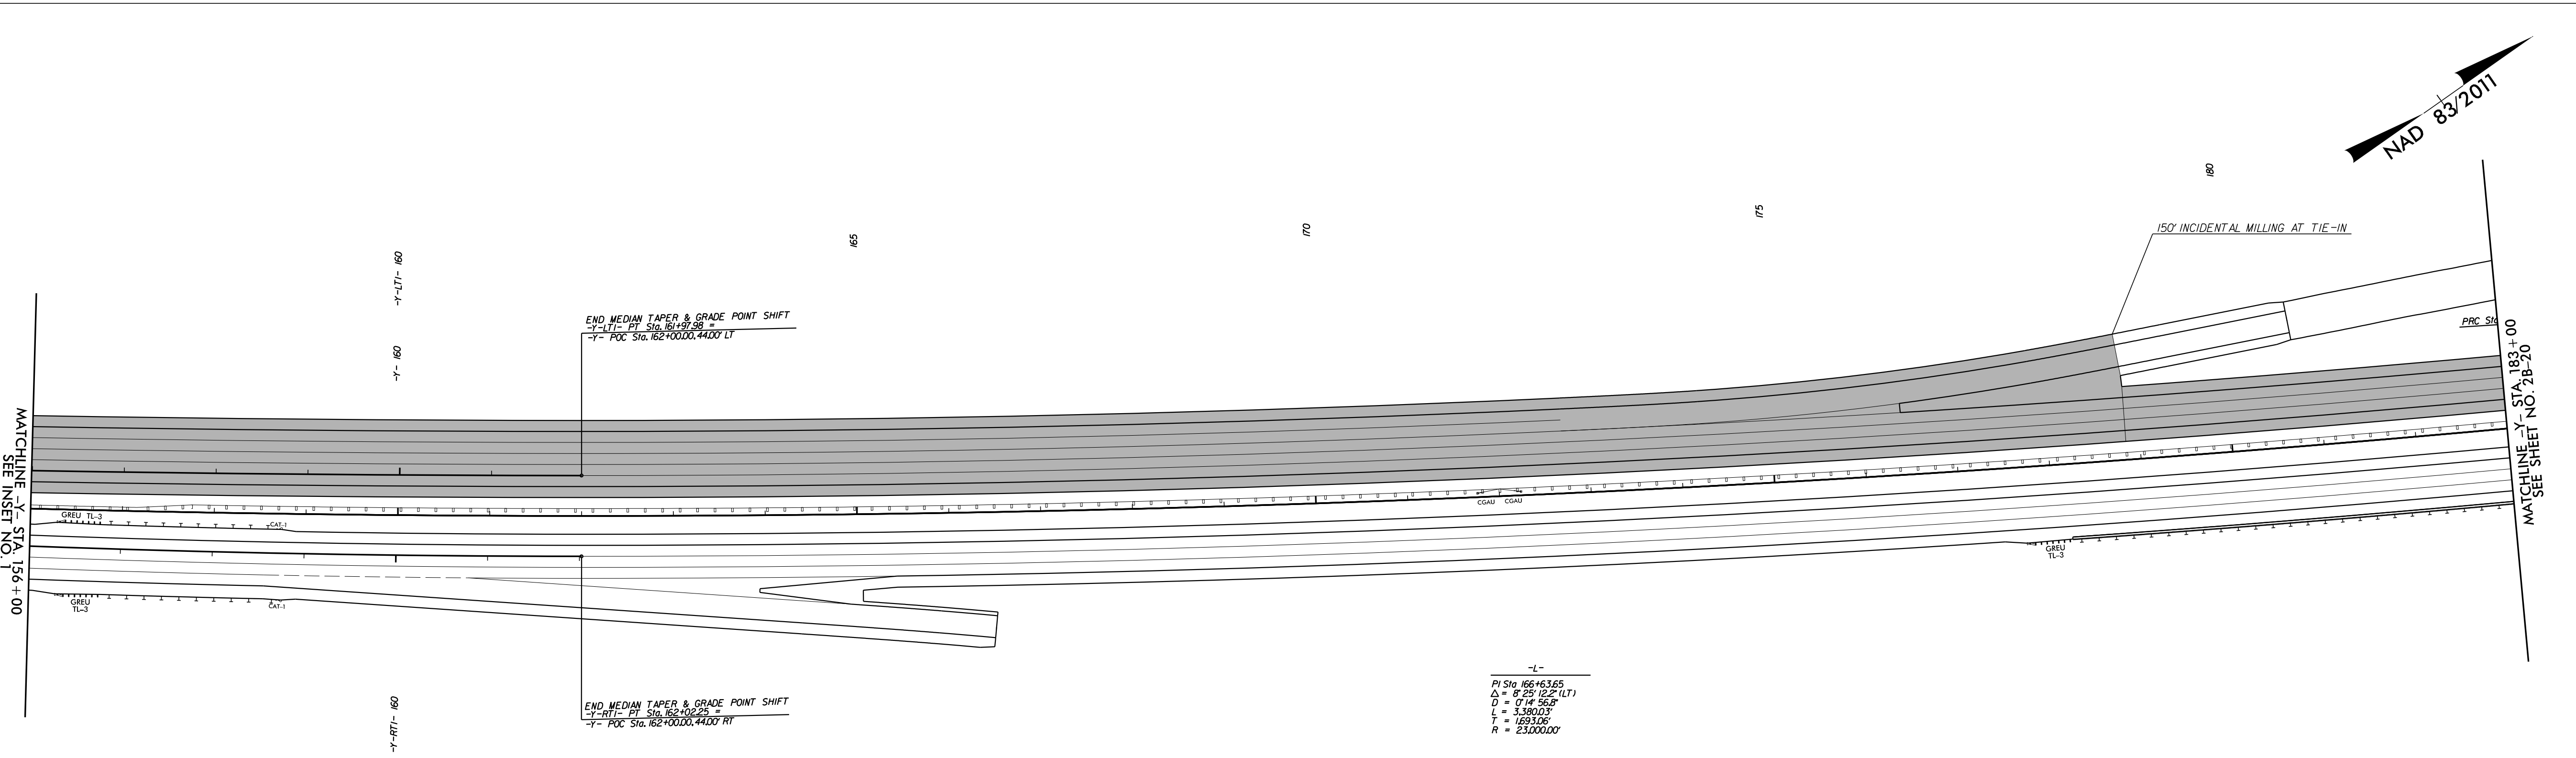 NAD 83/2011
180
175
170
165
-Y-LT1- 160
-Y- 160
150' INCIDENTAL MILLING AT TIE-IN
END MEDIAN TAPER & GRADE POINT SHIFT
-Y-LT1- PT Sta. 161+97.98 =
-Y- POC Sta. 162+00.00, 44.00' LT
PRC Sta
MATCHLINE -Y- STA. 156+00
SEE INSET NO. 1
MATCHLINE -Y- STA. 183+00
SEE SHEET NO. 2B-20
GREU TL-3
CAT-1
CGAU
CGAU
GREU
TL-3
CAT-1
GREU
TL-3
-Y-RT1- 160
END MEDIAN TAPER & GRADE POINT SHIFT
-Y-RT1- PT Sta. 162+02.25 =
-Y- POC Sta. 162+00.00, 44.00' RT
-L-
PI Sta 166+63.65
Δ = 8° 25' 12.2" (LT)
D = 0° 14' 56.8"
L = 3,380.03'
T = 1,693.06'
R = 23,000.00'